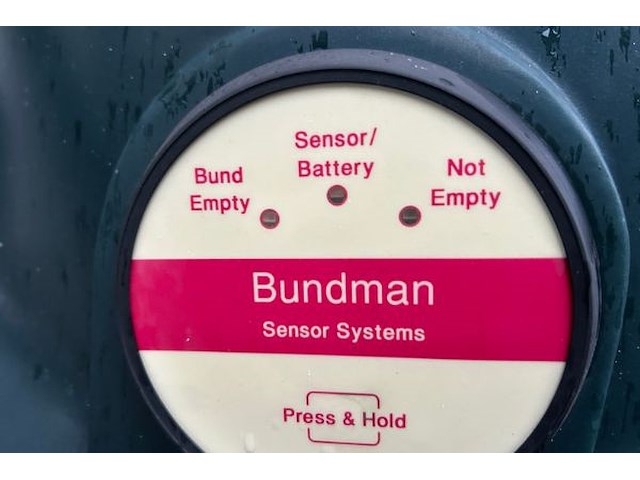 Sensor/
Battery
Bund
Empty
Not
Empty
Bundman
Sensor Systems
Press & Hold